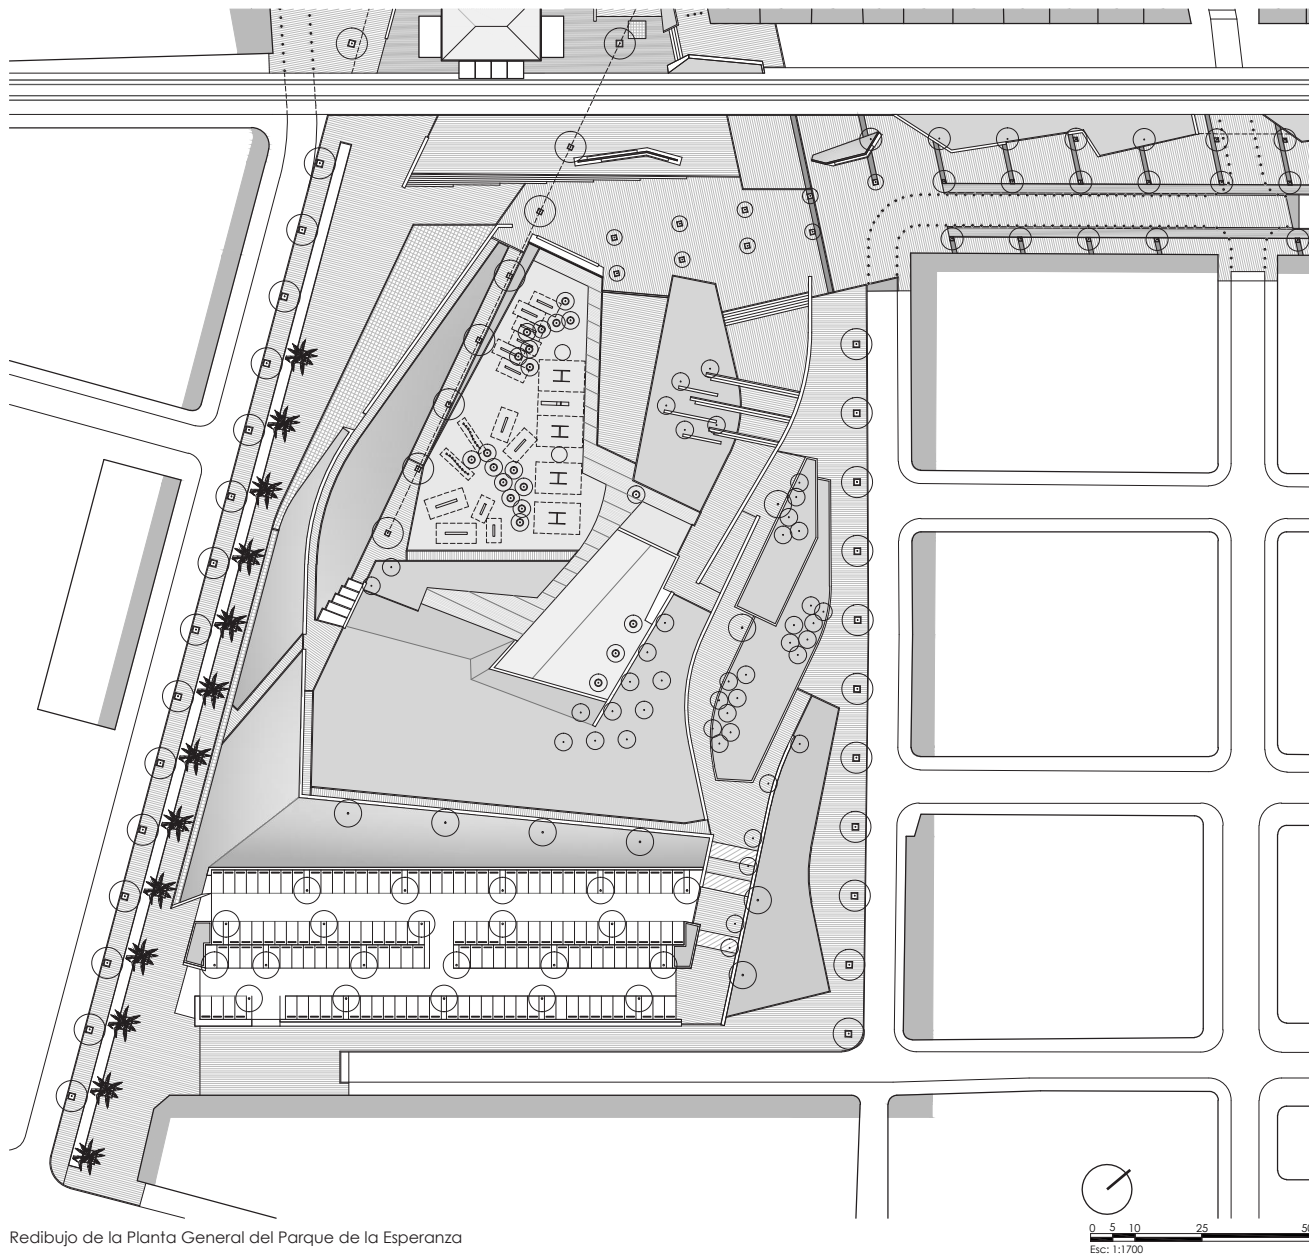 Redibujo de la Planta General del Parque de la Esperanza
0 5 10 25 50
Esc: 1:1700